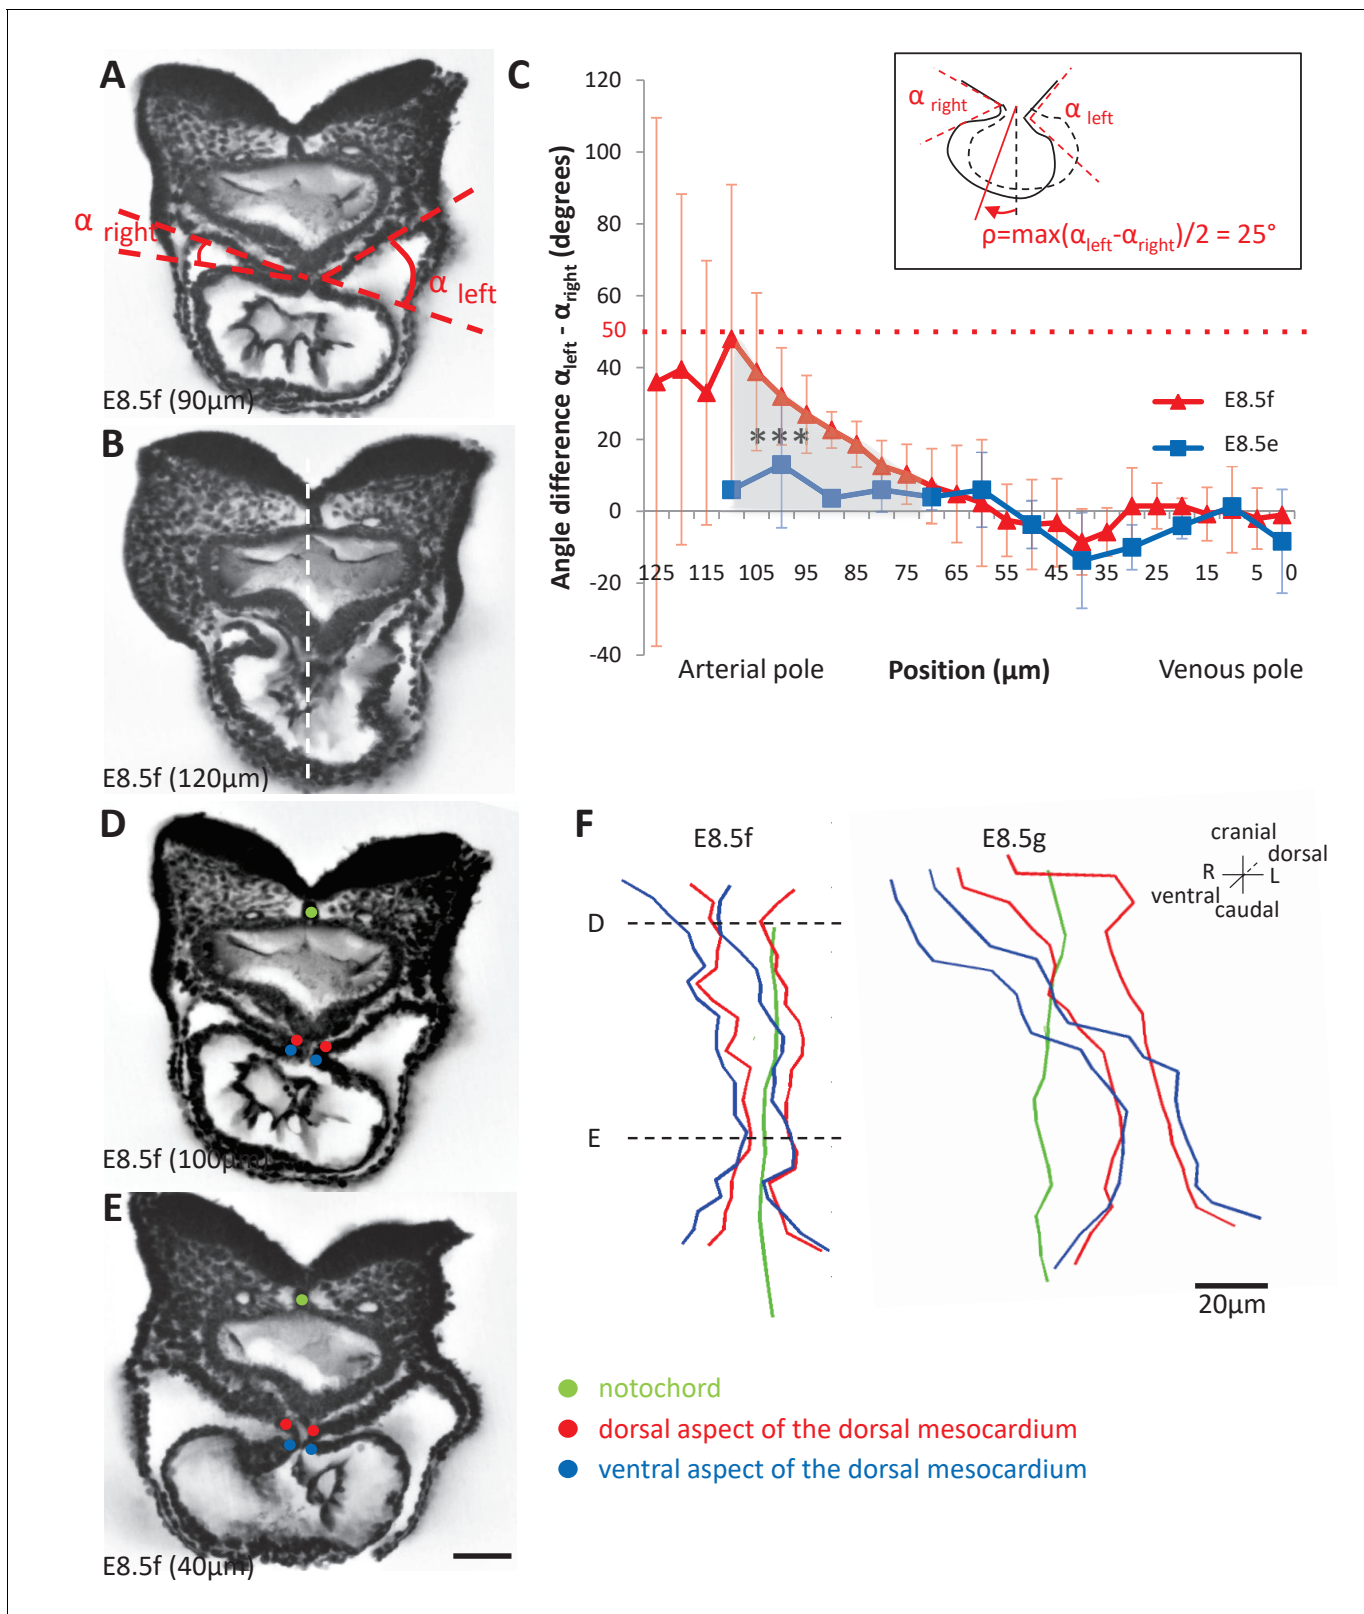 A
α right
α left
E8.5f (90µm)
B
E8.5f (120µm)
C
Angle difference αleft - αright (degrees)
120
100
80
60
50
40
20
0
-20
-40
***
125 115 105 95 85 75 65 55 45 35 25 15 5 0
Arterial pole Position (µm) Venous pole
E8.5f
E8.5e
α right
α left
ρ=max(αleft-αright)/2 = 25°
D
E8.5f (100µm)
E
E8.5f (40µm)
F
E8.5f
E8.5g
D
E
cranial
dorsal
R L
ventral
caudal
20µm
notochord
dorsal aspect of the dorsal mesocardium
ventral aspect of the dorsal mesocardium